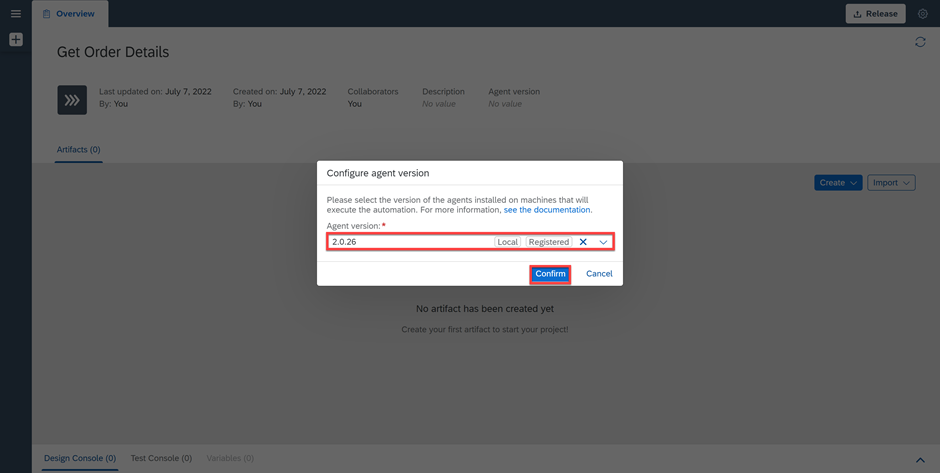 Overview
Release
Get Order Details
Last updated on: July 7, 2022
By: You
Created on: July 7, 2022
By: You
Collaborators
You
Description
No value
Agent version
No value
Artifacts (0)
Create
Import
Configure agent version
Please select the version of the agents installed on machines that will
execute the automation. For more information, see the documentation.
Agent version:*
2.0.26 Local Registered
Confirm Cancel
No artifact has been created yet
Create your first artifact to start your project!
Design Console (0) Test Console (0) Variables (0)